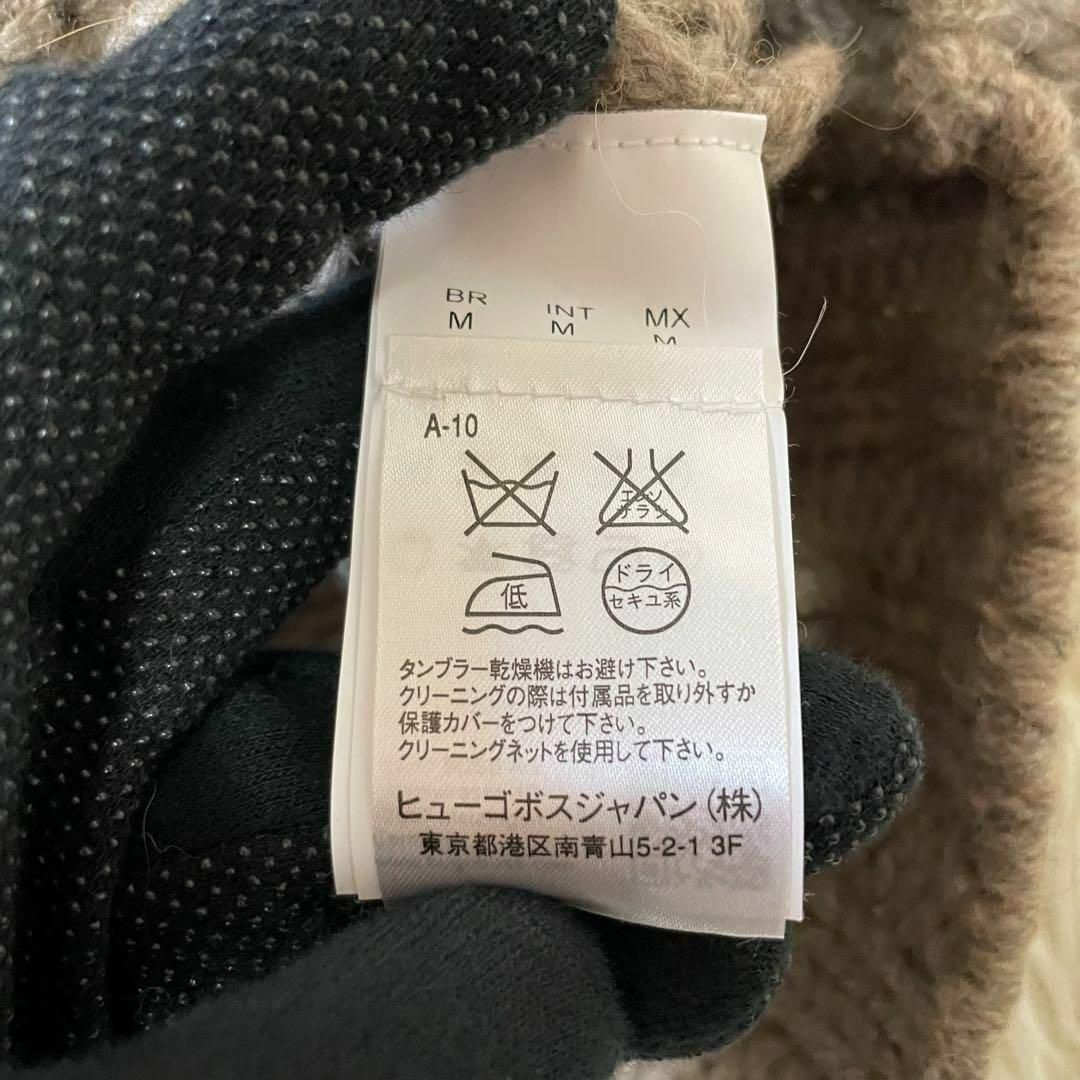 BR INT MX
M M M
A-10
エンソ
サラシ
低
ドライ
セキユ系
タンブラー乾燥機はお避け下さい。
クリーニングの際は付属品を取り外すか
保護カバーをつけて下さい。
クリーニングネットを使用して下さい。
ヒューゴボスジャパン(株)
東京都港区南青山5-2-1 3F